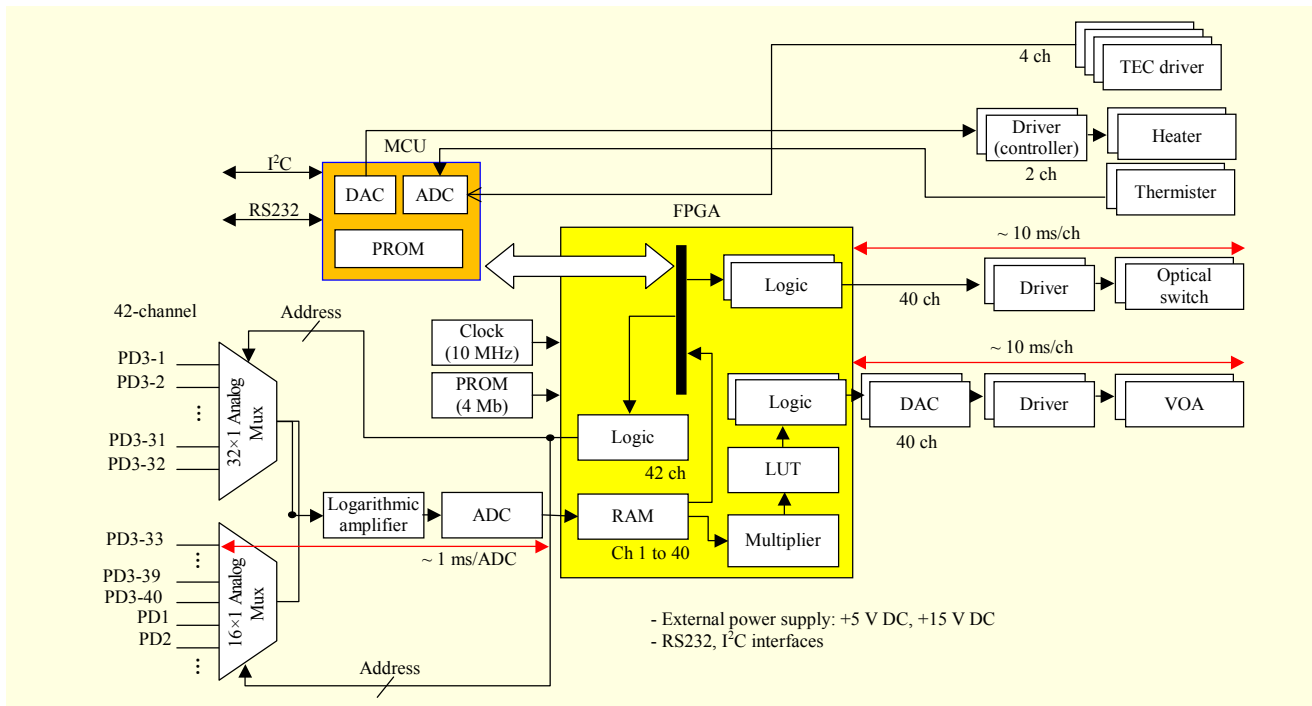 4 ch
TEC driver
MCU
Driver
(controller)
2 ch
Heater
I2C
DAC
ADC
Thermister
RS232
FPGA
PROM
~ 10 ms/ch
Logic
40 ch
Driver
Optical
switch
42-channel
Address
Clock
(10 MHz)
~ 10 ms/ch
PD3-1
PD3-2
...
PD3-31
PD3-32
32×1 Analog
Mux
PROM
(4 Mb)
Logic
DAC
40 ch
Driver
VOA
Logic
42 ch
LUT
Logarithmic
amplifier
ADC
RAM
Ch 1 to 40
Multiplier
~ 1 ms/ADC
PD3-33
...
PD3-39
PD3-40
PD1
PD2
...
16×1 Analog
Mux
Address
- External power supply: +5 V DC, +15 V DC
- RS232, I2C interfaces